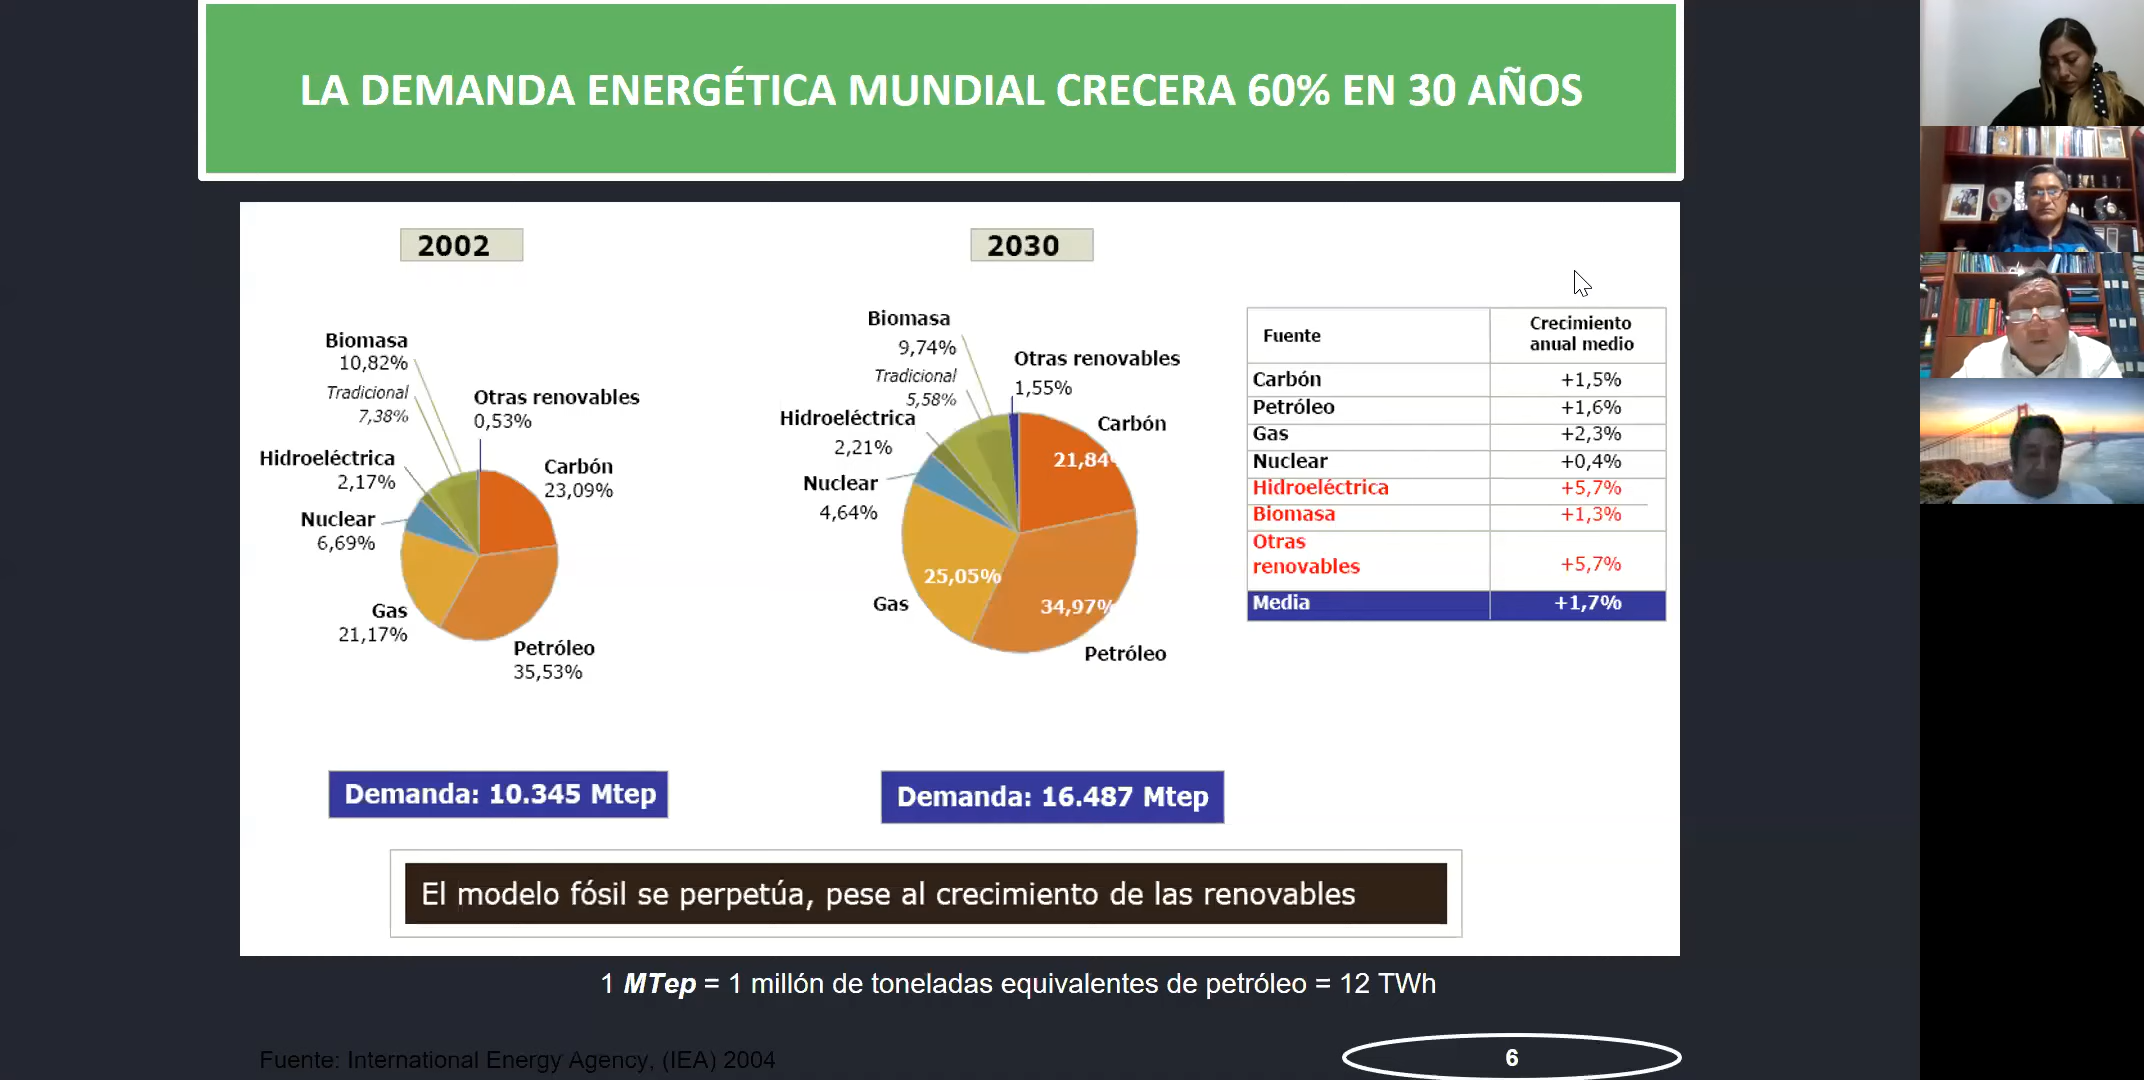 LA DEMANDA ENERGÉTICA MUNDIAL CRECERA 60% EN 30 AÑOS
2002
Biomasa
10,82%
Tradicional
7,38%
Otras renovables
0,53%
Hidroeléctrica
2,17%
Carbón
23,09%
Nuclear
6,69%
Gas
21,17%
Petróleo
35,53%
Demanda: 10.345 Mtep
2030
Biomasa
9,74%
Tradicional
5,58%
Otras renovables
1,55%
Hidroeléctrica
2,21%
Carbón
21,84%
Nuclear
4,64%
25,05%
Gas
34,97%
Petróleo
Demanda: 16.487 Mtep
Fuente Crecimiento
anual medio
Carbón +1,5%
Petróleo +1,6%
Gas +2,3%
Nuclear +0,4%
Hidroeléctrica +5,7%
Biomasa +1,3%
Otras
renovables +5,7%
Media +1,7%
El modelo fósil se perpetúa, pese al crecimiento de las renovables
1 MTep = 1 millón de toneladas equivalentes de petróleo = 12 TWh
Fuente: International Energy Agency, (IEA) 2004
6